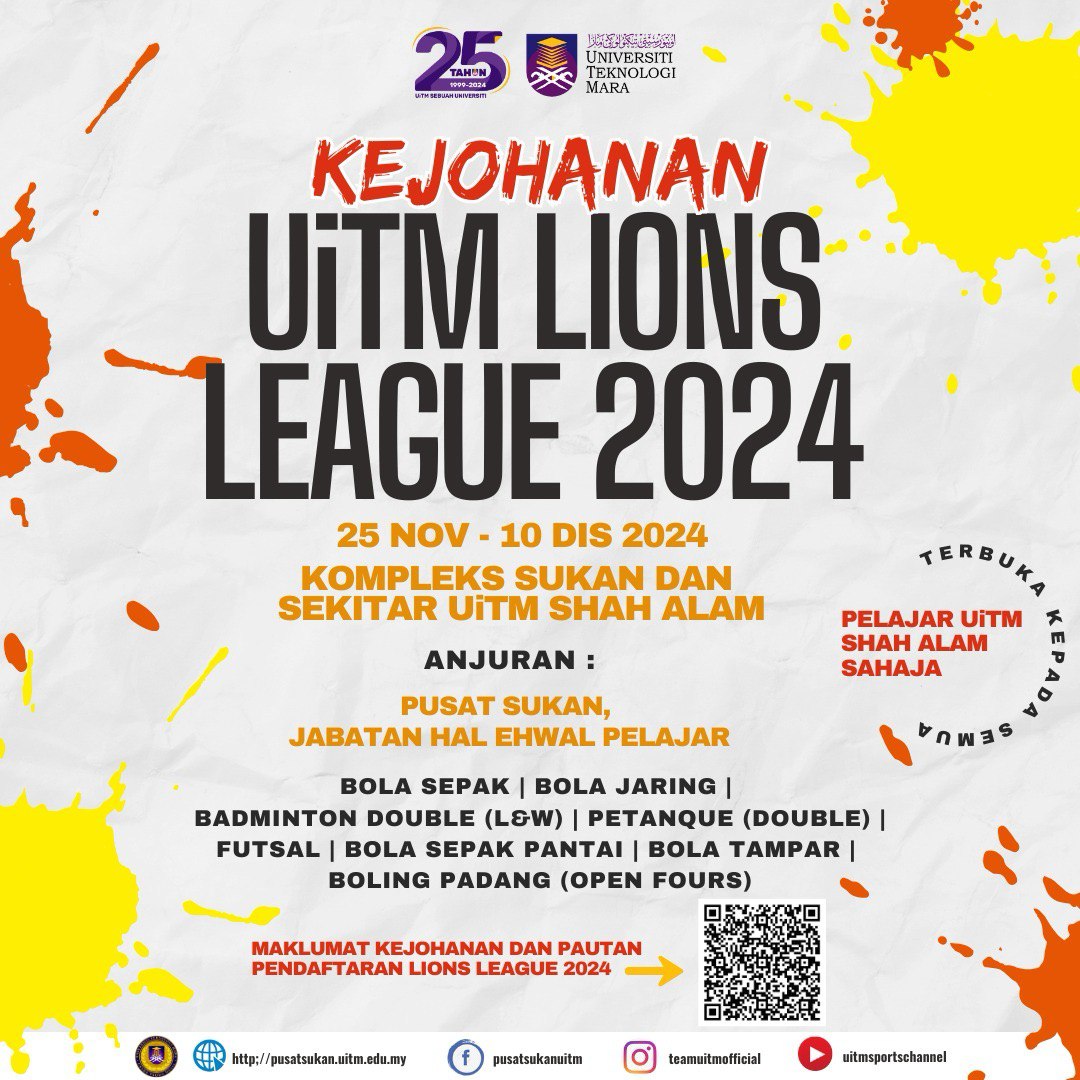 25
TAHUN
1999-2024
UiTM SEBUAH UNIVERSITI
UNIVERSITI
TEKNOLOGI
MARA
KEJOHANAN
UiTM LIONS
LEAGUE 2024
25 NOV - 10 DIS 2024
KOMPLEKS SUKAN DAN
SEKITAR UiTM SHAH ALAM
TERBUKA KEPADA SEMUA
PELAJAR UiTM
SHAH ALAM
SAHAJA
ANJURAN :
PUSAT SUKAN,
JABATAN HAL EHWAL PELAJAR
BOLA SEPAK | BOLA JARING |
BADMINTON DOUBLE (L&W) | PETANQUE (DOUBLE) |
FUTSAL | BOLA SEPAK PANTAI | BOLA TAMPAR |
BOLING PADANG (OPEN FOURS)
MAKLUMAT KEJOHANAN DAN PAUTAN
PENDAFTARAN LIONS LEAGUE 2024
http://pusatsukan.uitm.edu.my
pusatsukanuitm
teamuitmofficial
uitmsportschannel